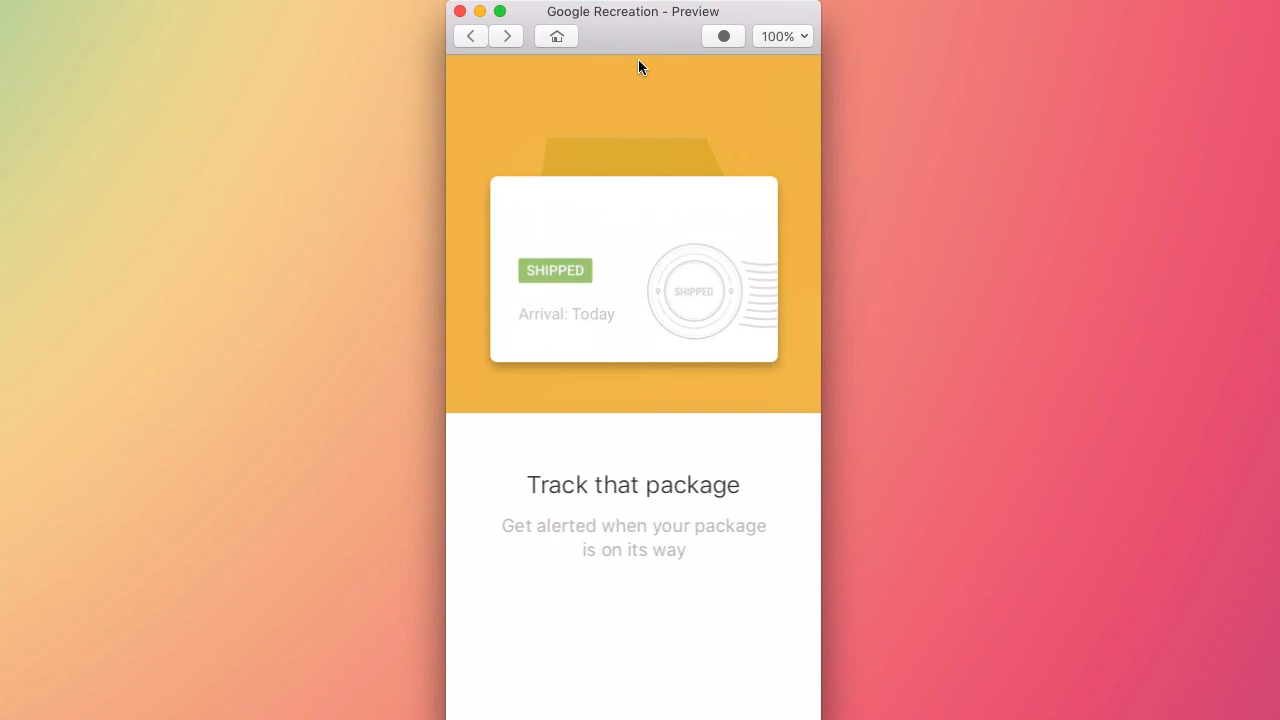 Google Recreation - Preview
100%
SHIPPED
SHIPPED
Arrival: Today
Track that package
Get alerted when your package
is on its way